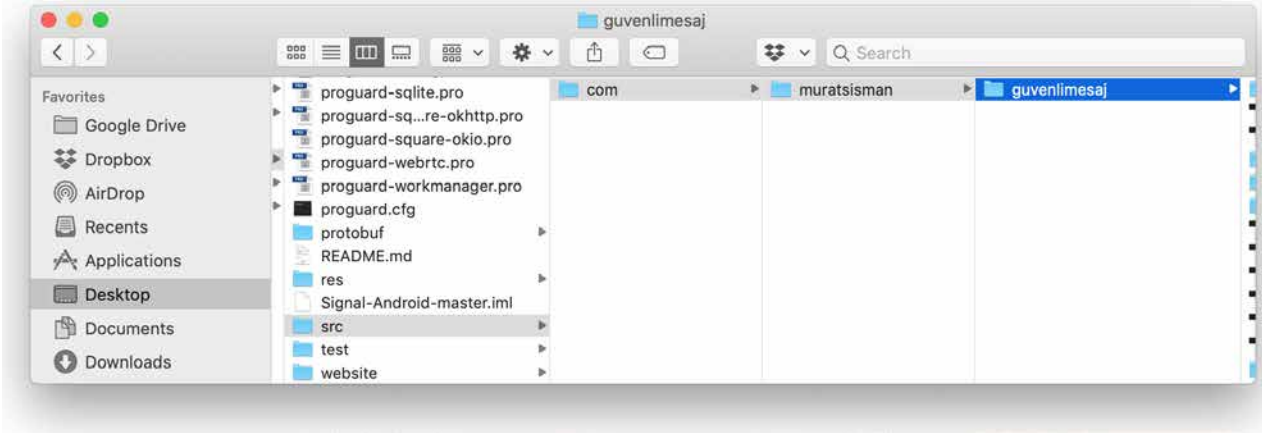 guvenlimesaj
Search
Favorites
Google Drive
Dropbox
AirDrop
Recents
Applications
Desktop
Documents
Downloads
proguard-sqlite.pro
proguard-sq...re-okhttp.pro
proguard-square-okio.pro
proguard-webrtc.pro
proguard-workmanager.pro
proguard.cfg
protobuf
README.md
res
Signal-Android-master.iml
src
test
website
com
muratsisman
guvenlimesaj